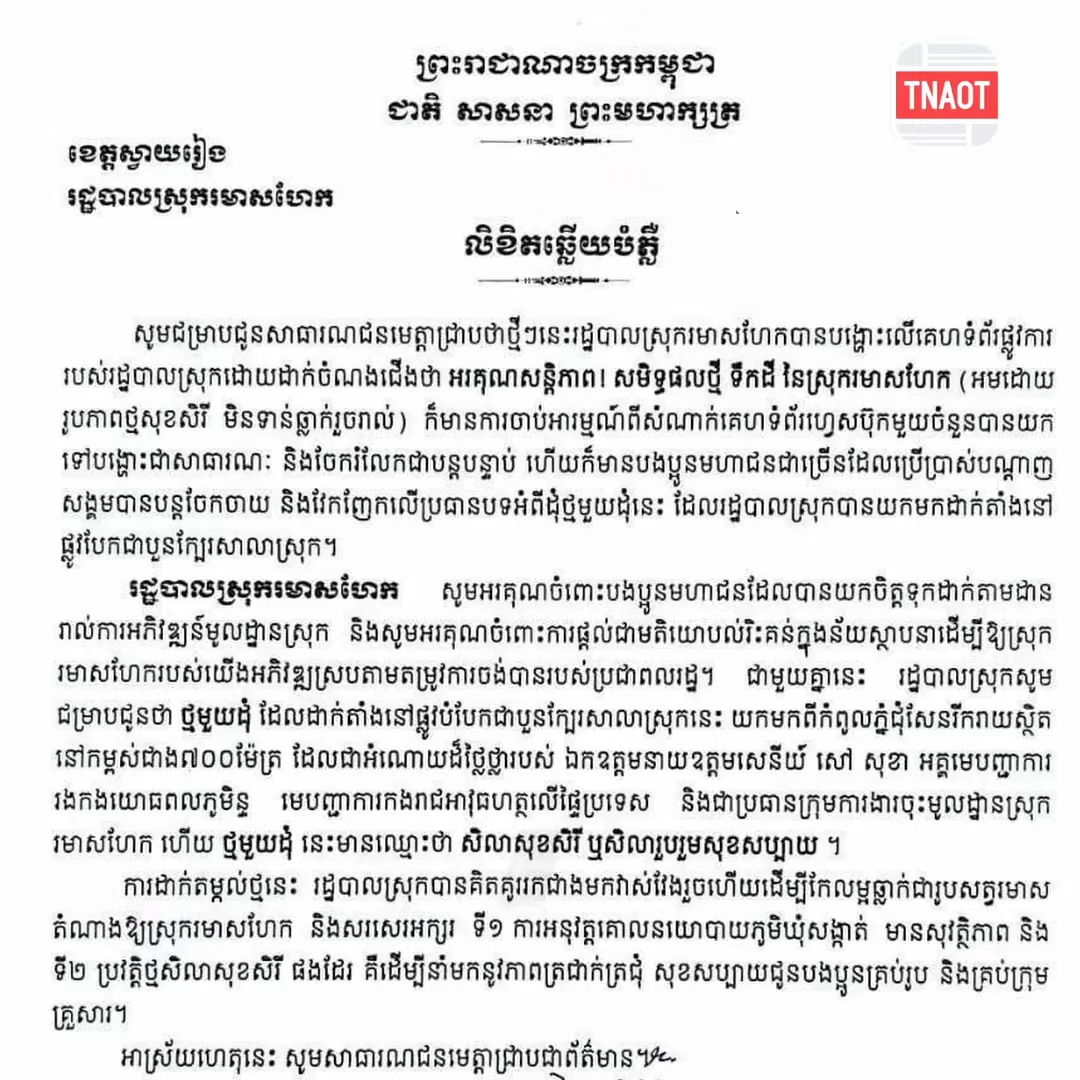 ព្រះរាជាណាចក្រកម្ពុជា
ជាតិ សាសនា ព្រះមហាក្សត្រ
TNAOT
ខេត្តស្វាយរៀង
រដ្ឋបាលស្រុករមាសហែក
លិខិតឆ្លើយបំភ្លឺ
សូមជម្រាបជូនសាធារណជនមេត្តាជ្រាបថាថ្មីៗនេះរដ្ឋបាលស្រុករមាសហែកបានបង្ហោះលើគេហទំព័រផ្លូវការ
របស់រដ្ឋបាលស្រុកដោយដាក់ចំណងជើងថា អរគុណសន្តិភាព! សមិទ្ធផលថ្មី ទឹកដី នៃស្រុករមាសហែក (អមដោយ
រូបភាពថ្មសុខសិរី មិនទាន់ធ្លាក់រួចរាល់) ក៏មានការចាប់អារម្មណ៍ពីសំណាក់គេហទំព័រហ្វេសប៊ុកមួយចំនួនបានយក
ទៅបង្ហោះជាសាធារណៈ និងចែករំលែកជាបន្តបន្ទាប់ ហើយក៏មានបងប្អូនមហាជនជាច្រើនដែលប្រើប្រាស់បណ្តាញ
សង្គមបានបន្តចែកចាយ និងវែកញែកលើប្រធានបទអំពីដុំថ្មមួយដុំនេះ ដែលរដ្ឋបាលស្រុកបានយកមកដាក់តាំងនៅ
ផ្លូវបែកជាបួនក្បែរសាលាស្រុក។
រដ្ឋបាលស្រុករមាសហែក សូមអរគុណចំពោះបងប្អូនមហាជនដែលបានយកចិត្តទុកដាក់តាមដាន
រាល់ការអភិវឌ្ឍន៍មូលដ្ឋានស្រុក និងសូមអរគុណចំពោះការផ្តល់ជាមតិយោបល់រិះគន់ក្នុងន័យស្ថាបនាដើម្បីឱ្យស្រុក
រមាសហែករបស់យើងអភិវឌ្ឍស្របតាមតម្រូវការចង់បានរបស់ប្រជាពលរដ្ឋ។ ជាមួយគ្នានេះ រដ្ឋបាលស្រុកសូម
ជម្រាបជូនថា ថ្មមួយដុំ ដែលដាក់តាំងនៅផ្លូវបំបែកជាបួនក្បែរសាលាស្រុកនេះ យកមកពីកំពូលភ្នំដុំសែនរីករាយស្ថិត
នៅកម្ពស់ជាង៧០០ម៉ែត្រ ដែលជាអំណោយដ៏ថ្លៃថ្លារបស់ ឯកឧត្តមនាយឧត្តមសេនីយ៍ សៅ សុខា អគ្គមេបញ្ជាការ
រងកងយោធពលភូមិន្ទ មេបញ្ជាការកងរាជអាវុធហត្ថលើផ្ទៃប្រទេស និងជាប្រធានក្រុមការងារចុះមូលដ្ឋានស្រុក
រមាសហែក ហើយ ថ្មមួយដុំ នេះមានឈ្មោះថា សិលាសុខសិរី ឬសិលារួបរួមសុខសប្បាយ ។
ការដាក់តម្កល់ថ្មនេះ រដ្ឋបាលស្រុកបានគិតគូររកជាងមកវាស់វែងរួចហើយដើម្បីកែលម្អឆ្លាក់ជារូបសត្វរមាស
តំណាងឱ្យស្រុករមាសហែក និងសរសេរអក្សរ ទី១ ការអនុវត្តគោលនយោបាយភូមិឃុំសង្កាត់ មានសុវត្ថិភាព និង
ទី២ ប្រវត្តិថ្មសិលាសុខសិរី ផងដែរ គឺដើម្បីនាំមកនូវភាពត្រជាក់ត្រជុំ សុខសប្បាយជូនបងប្អូនគ្រប់រូប និងគ្រប់ក្រុម
គ្រួសារ។
អាស្រ័យហេតុនេះ សូមសាធារណជនមេត្តាជ្រាបជាព័ត៌មាន។